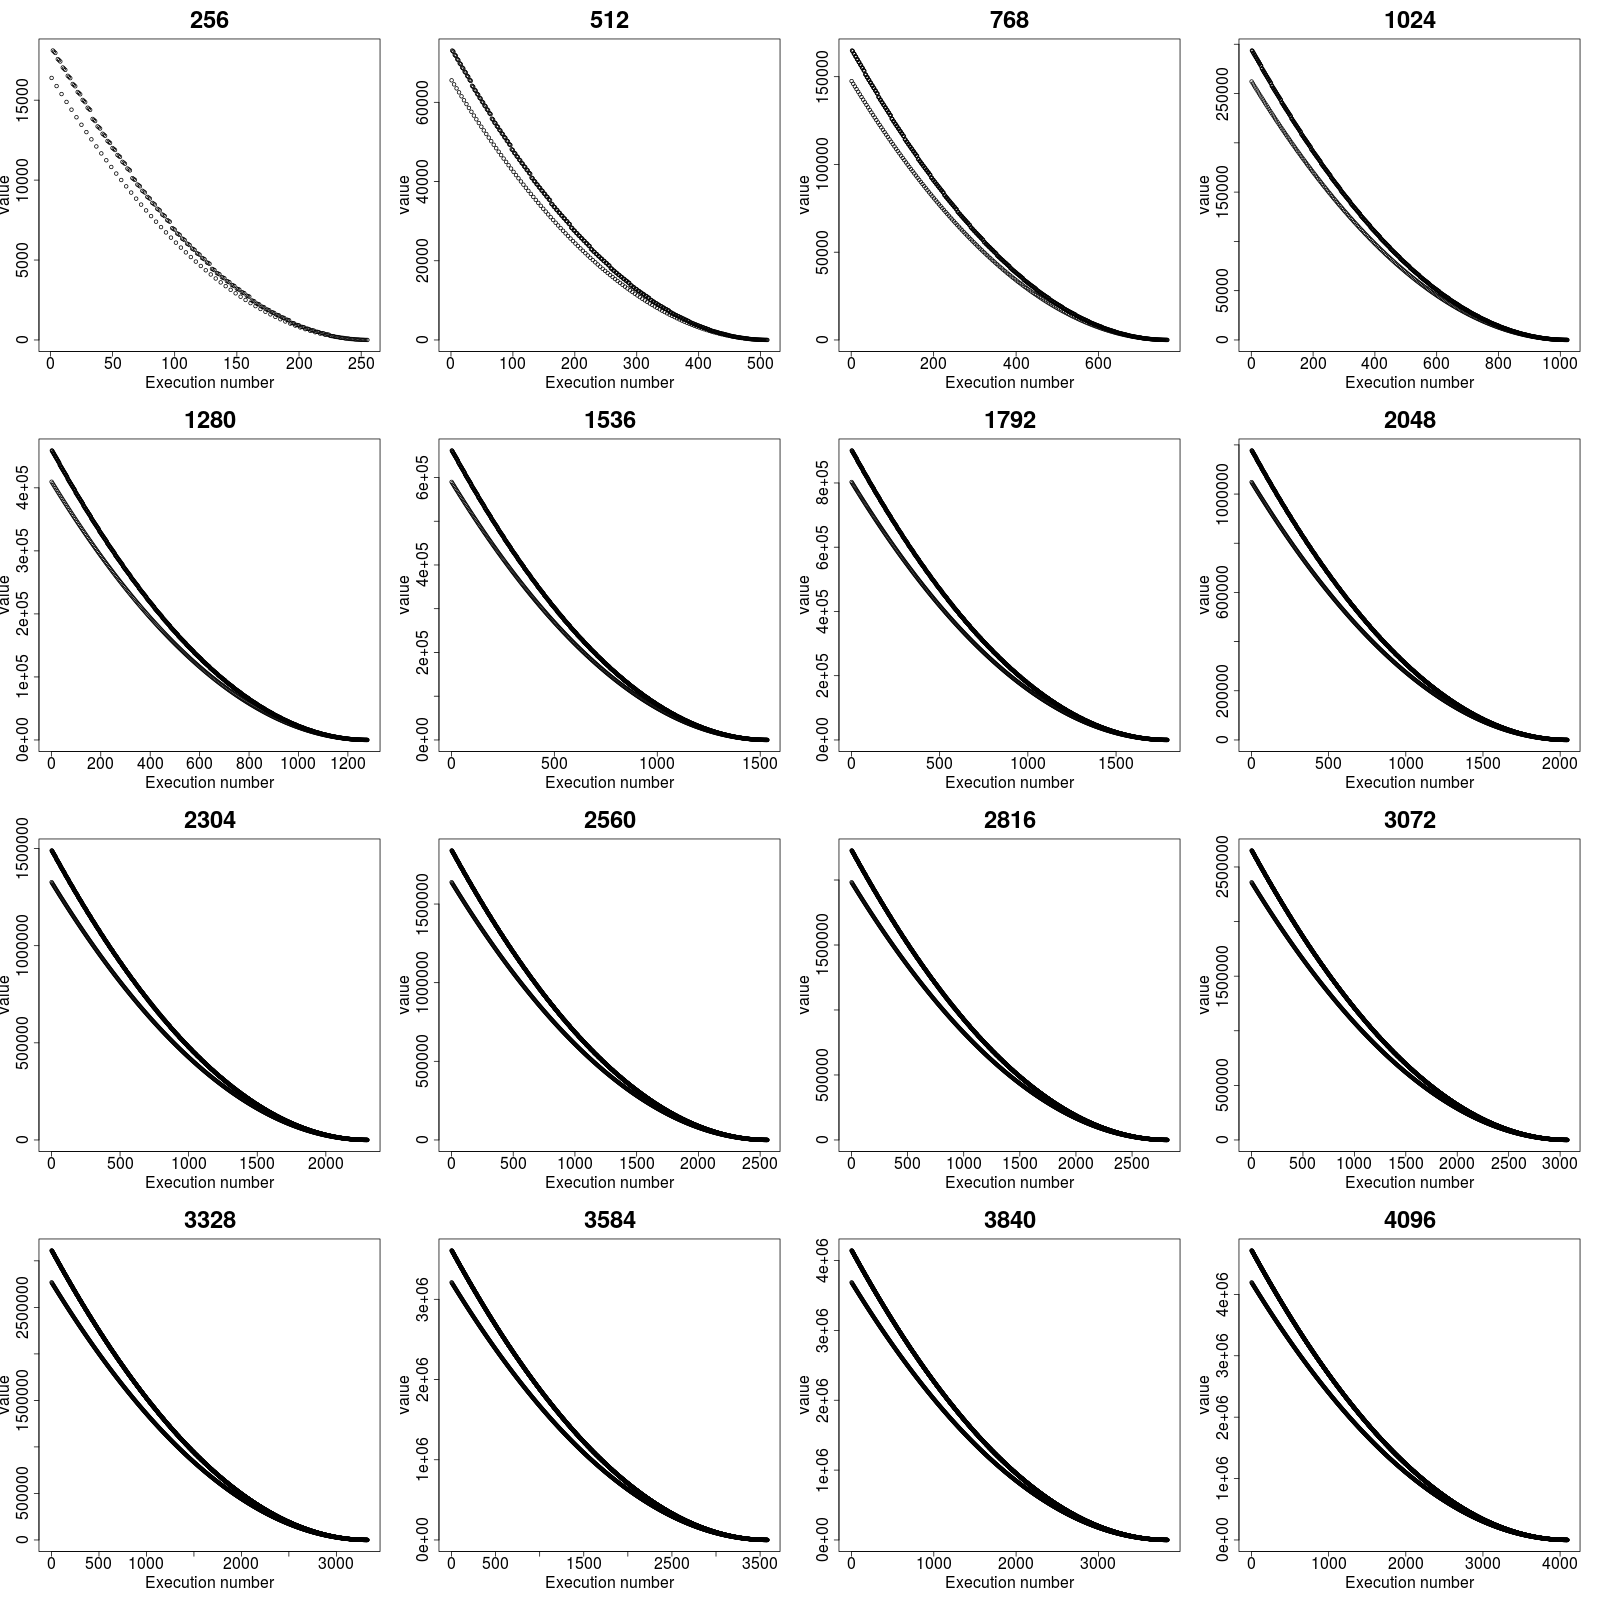 256
value
0 5000 10000 15000
0 50 100 150 200 250
Execution number
512
value
0 20000 40000 60000
0 100 200 300 400 500
Execution number
768
value
0 50000 100000 150000
0 200 400 600
Execution number
1024
value
0 50000 150000 250000
0 200 400 600 800 1000
Execution number
1280
value
0e+00 1e+05 2e+05 3e+05 4e+05
0 200 400 600 800 1000 1200
Execution number
1536
value
0e+00 2e+05 4e+05 6e+05
0 500 1000 1500
Execution number
1792
value
0e+00 2e+05 4e+05 6e+05 8e+05
0 500 1000 1500
Execution number
2048
value
0 200000 600000 1000000
0 500 1000 1500 2000
Execution number
2304
value
0 500000 1000000 1500000
0 500 1000 1500 2000
Execution number
2560
value
0 500000 1000000 1500000
0 500 1000 1500 2000 2500
Execution number
2816
value
0 500000 1500000
0 500 1000 1500 2000 2500
Execution number
3072
value
0 500000 1500000 2500000
0 500 1000 1500 2000 2500 3000
Execution number
3328
value
0 500000 1500000 2500000
0 500 1000 2000 3000
Execution number
3584
value
0e+00 1e+06 2e+06 3e+06
0 500 1500 2500 3500
Execution number
3840
value
0e+00 1e+06 2e+06 3e+06 4e+06
0 1000 2000 3000
Execution number
4096
value
0e+00 1e+06 2e+06 3e+06 4e+06
0 1000 2000 3000 4000
Execution number